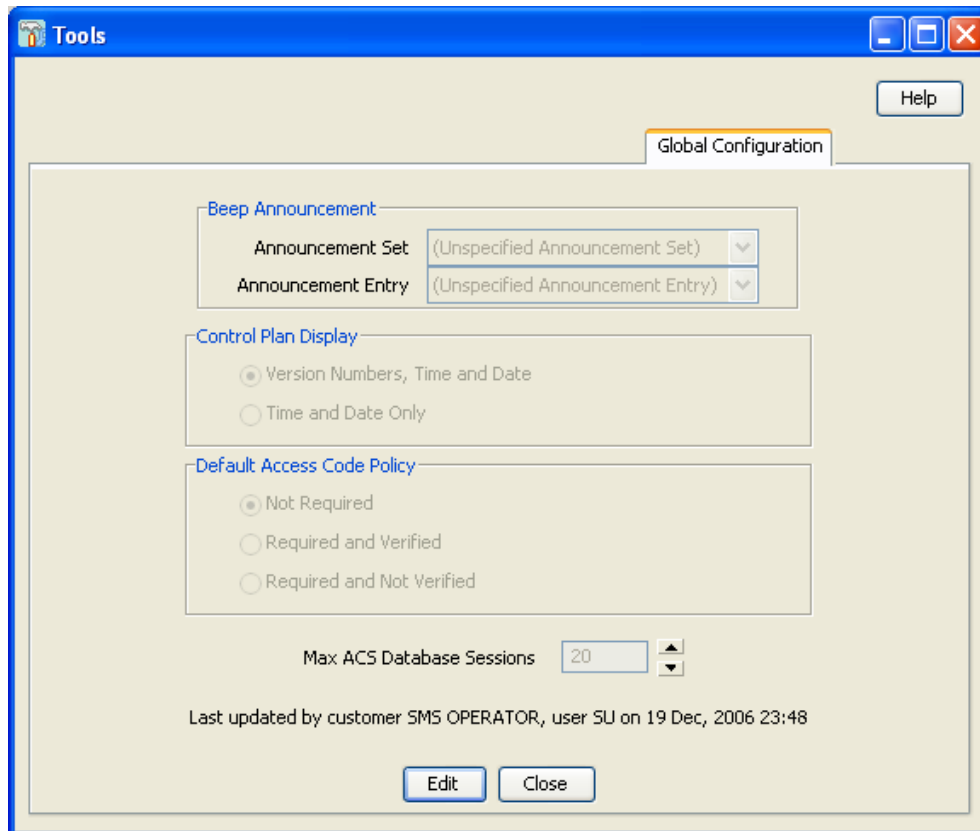 Tools
Help
Global Configuration
Beep Announcement
Announcement Set (Unspecified Announcement Set)
Announcement Entry (Unspecified Announcement Entry)
Control Plan Display
Version Numbers, Time and Date
Time and Date Only
Default Access Code Policy
Not Required
Required and Verified
Required and Not Verified
Max ACS Database Sessions 20
Last updated by customer SMS OPERATOR, user SU on 19 Dec, 2006 23:48
Edit Close